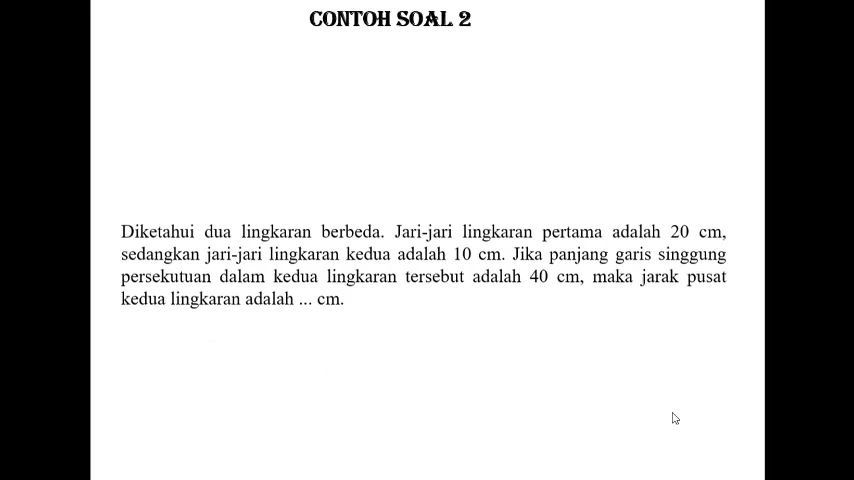 CONTOH SOAL 2
Diketahui dua lingkaran berbeda. Jari-jari lingkaran pertama adalah 20 cm,
sedangkan jari-jari lingkaran kedua adalah 10 cm. Jika panjang garis singgung
persekutuan dalam kedua lingkaran tersebut adalah 40 cm, maka jarak pusat
kedua lingkaran adalah ... cm.